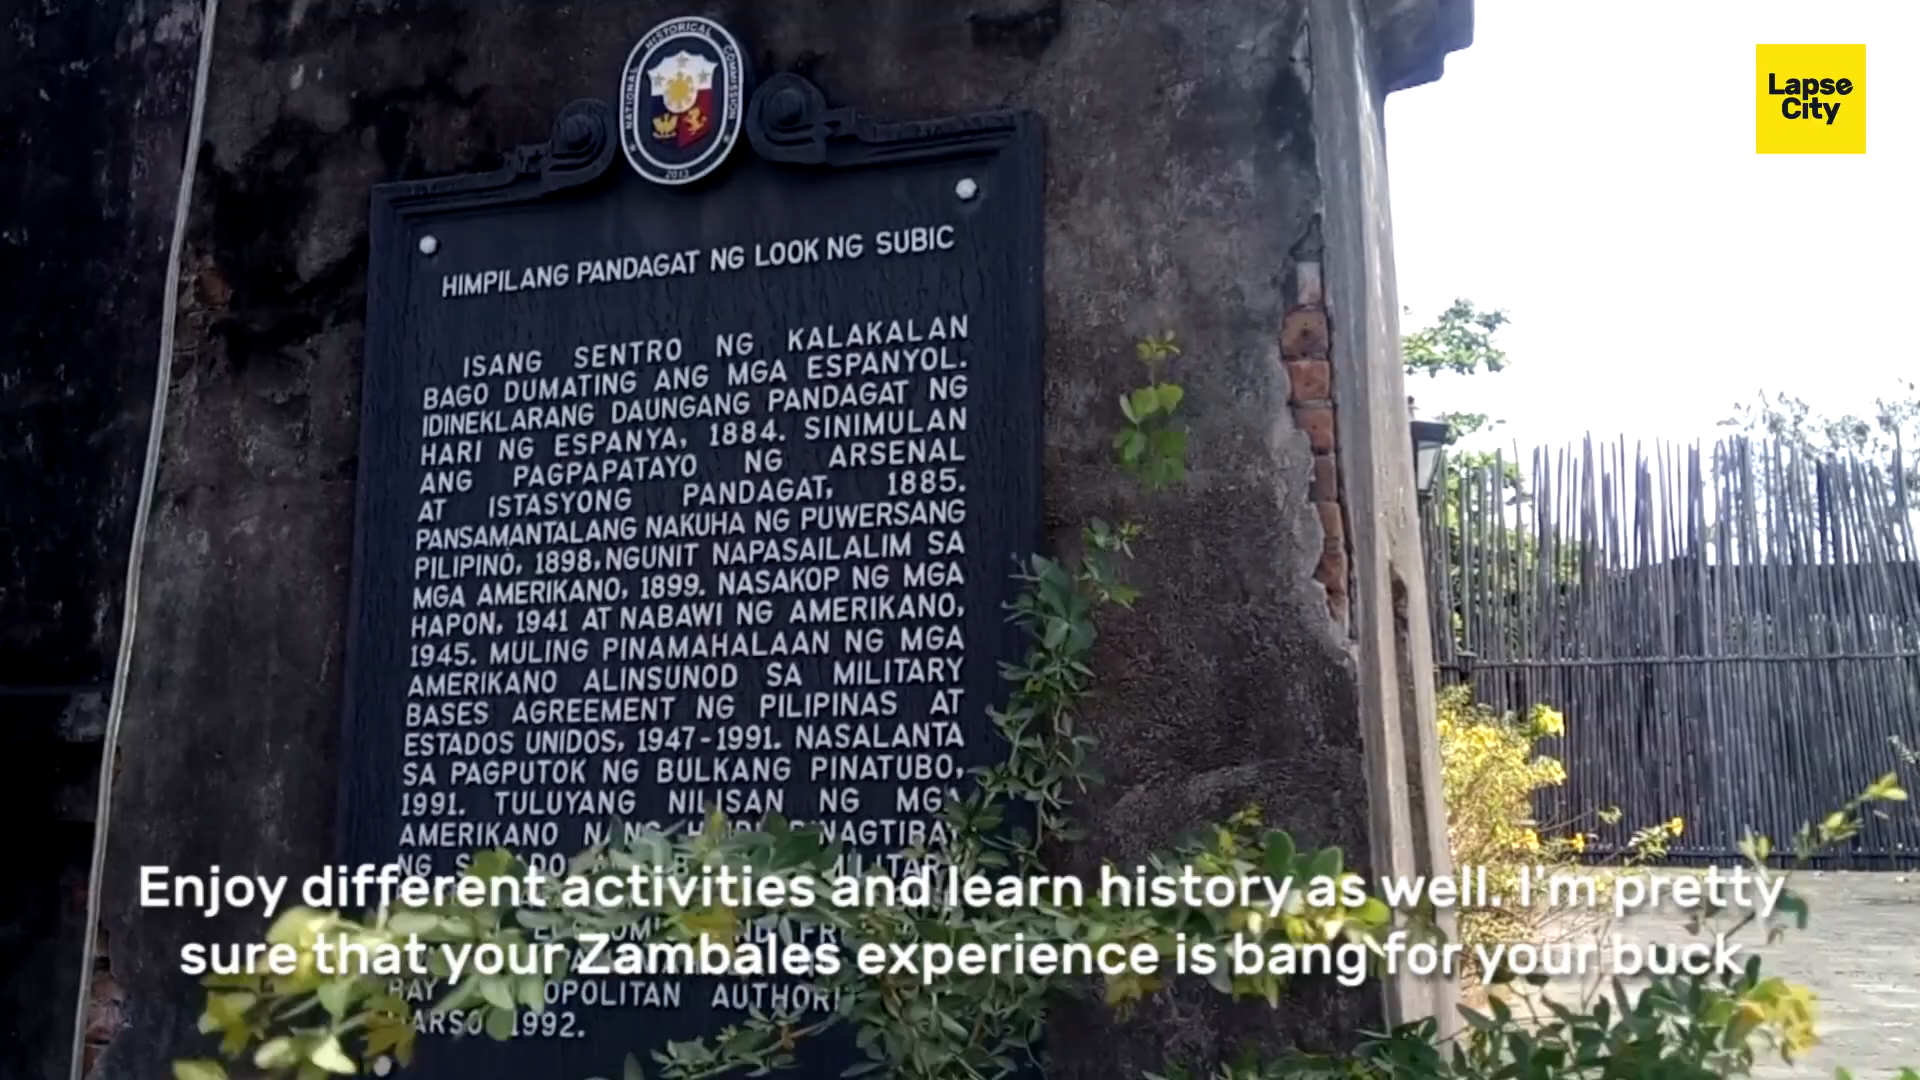 NATIONAL HISTORICAL COMMISSION
2013
Lapse
City
HIMPILANG PANDAGAT NG LOOK NG SUBIC
ISANG SENTRO NG KALAKALAN
BAGO DUMATING ANG MGA ESPANYOL.
IDINEKLARANG DAUNGANG PANDAGAT NG
HARI NG ESPANYA, 1884. SINIMULAN
ANG PAGPAPATAYO NG ARSENAL
AT ISTASYONG PANDAGAT, 1885.
PANSAMANTALANG NAKUHA NG PUWERSANG
PILIPINO, 1898, NGUNIT NAPASAILALIM SA
MGA AMERIKANO, 1899. NASAKOP NG MGA
HAPON, 1941 AT NABAWI NG AMERIKANO,
1945. MULING PINAMAHALAAN NG MGA
AMERIKANO ALINSUNOD SA MILITARY
BASES AGREEMENT NG PILIPINAS AT
ESTADOS UNIDOS, 1947-1991. NASALANTA
SA PAGPUTOK NG BULKANG PINATUBO,
1991. TULUYANG NILISAN NG MGA
AMERIKANO
NG
AUTHORI
1992.
Enjoy different activities and learn history as well. I'm pretty
sure that your Zambales experience is bang for your buck